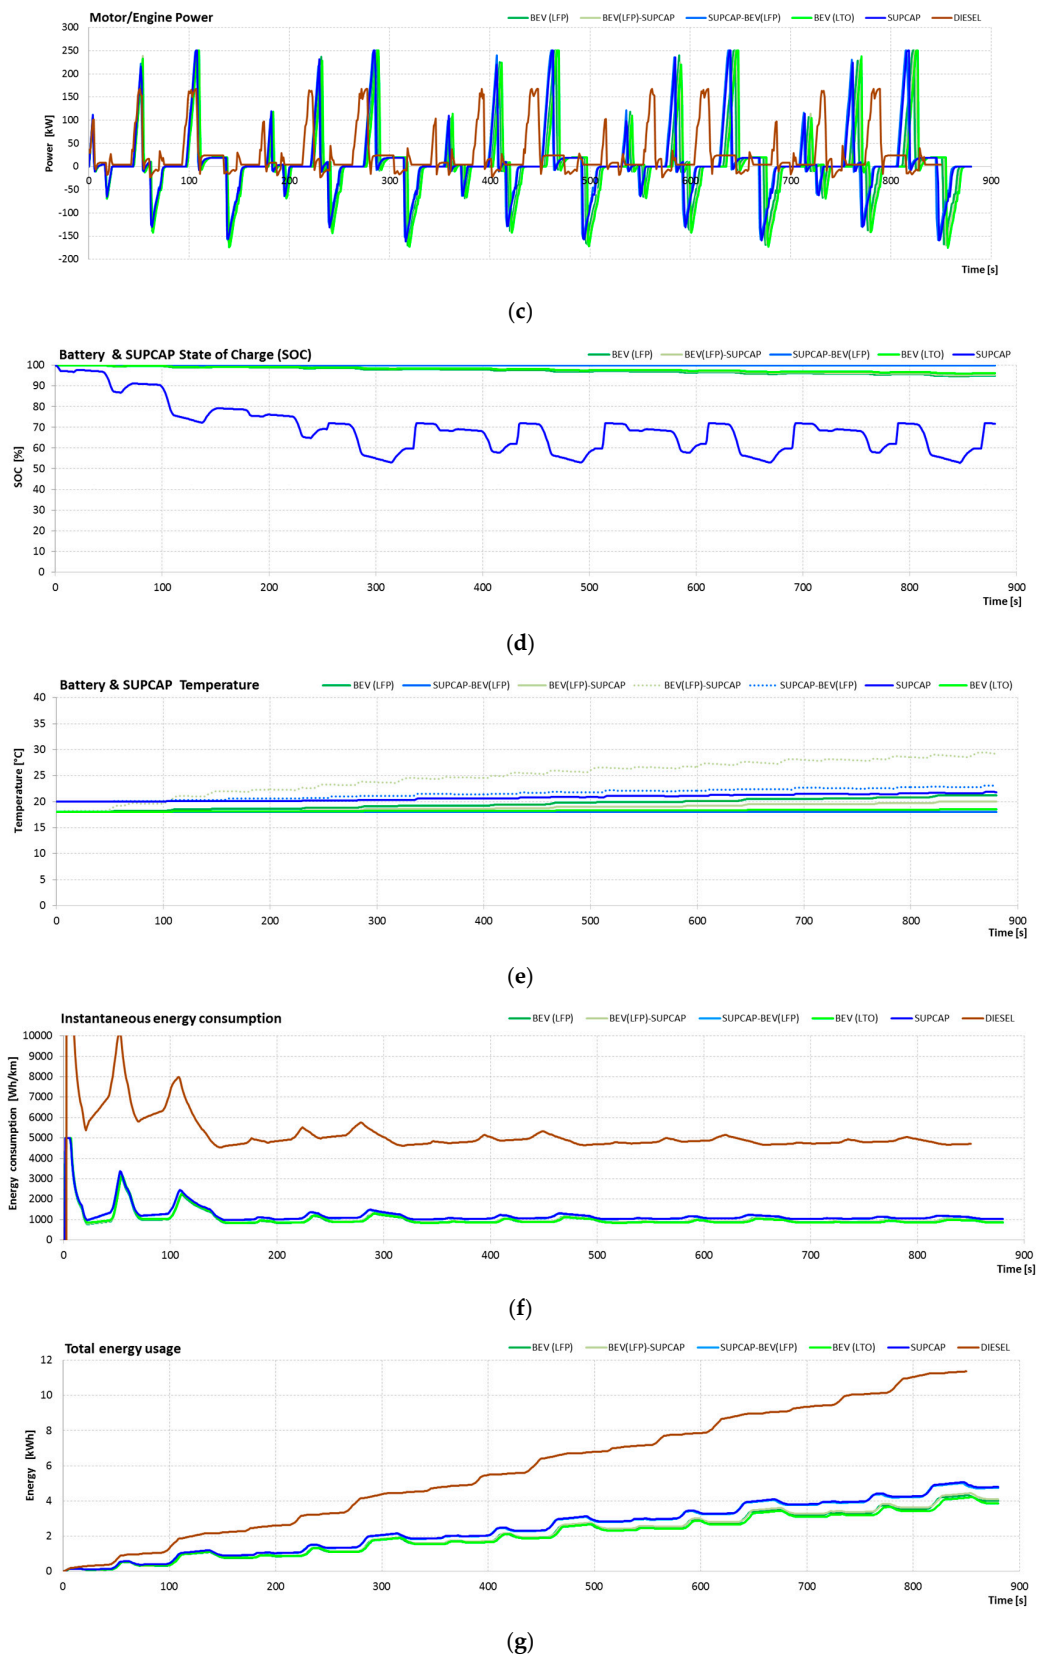 Motor/Engine Power
BEV (LFP) BEV(LFP)-SUPCAP SUPCAP-BEV(LFP) BEV (LTO) SUPCAP DIESEL
300
250
200
150
100
50
0
-50
-100
-150
-200
Power [kW]
0 100 200 300 400 500 600 700 800 900
Time [s]
(c)
Battery & SUPCAP State of Charge (SOC)
BEV (LFP) BEV(LFP)-SUPCAP SUPCAP-BEV(LFP) BEV (LTO) SUPCAP
100
90
80
70
60
50
40
30
20
10
0
SOC [%]
0 100 200 300 400 500 600 700 800 900
Time [s]
(d)
Battery & SUPCAP Temperature
BEV (LFP) SUPCAP-BEV(LFP) BEV(LFP)-SUPCAP BEV(LFP)-SUPCAP SUPCAP-BEV(LFP) SUPCAP BEV (LTO)
40
35
30
25
20
15
10
5
0
Temperature [°C]
0 100 200 300 400 500 600 700 800 900
Time [s]
(e)
Instantaneous energy consumption
BEV (LFP) BEV(LFP)-SUPCAP SUPCAP-BEV(LFP) BEV (LTO) SUPCAP DIESEL
10000
9000
8000
7000
6000
5000
4000
3000
2000
1000
0
Energy consumption [Wh/km]
0 100 200 300 400 500 600 700 800 900
Time [s]
(f)
Total energy usage
BEV (LFP) BEV(LFP)-SUPCAP SUPCAP-BEV(LFP) BEV (LTO) SUPCAP DIESEL
12
10
8
6
4
2
0
Energy [kWh]
0 100 200 300 400 500 600 700 800 900
Time [s]
(g)